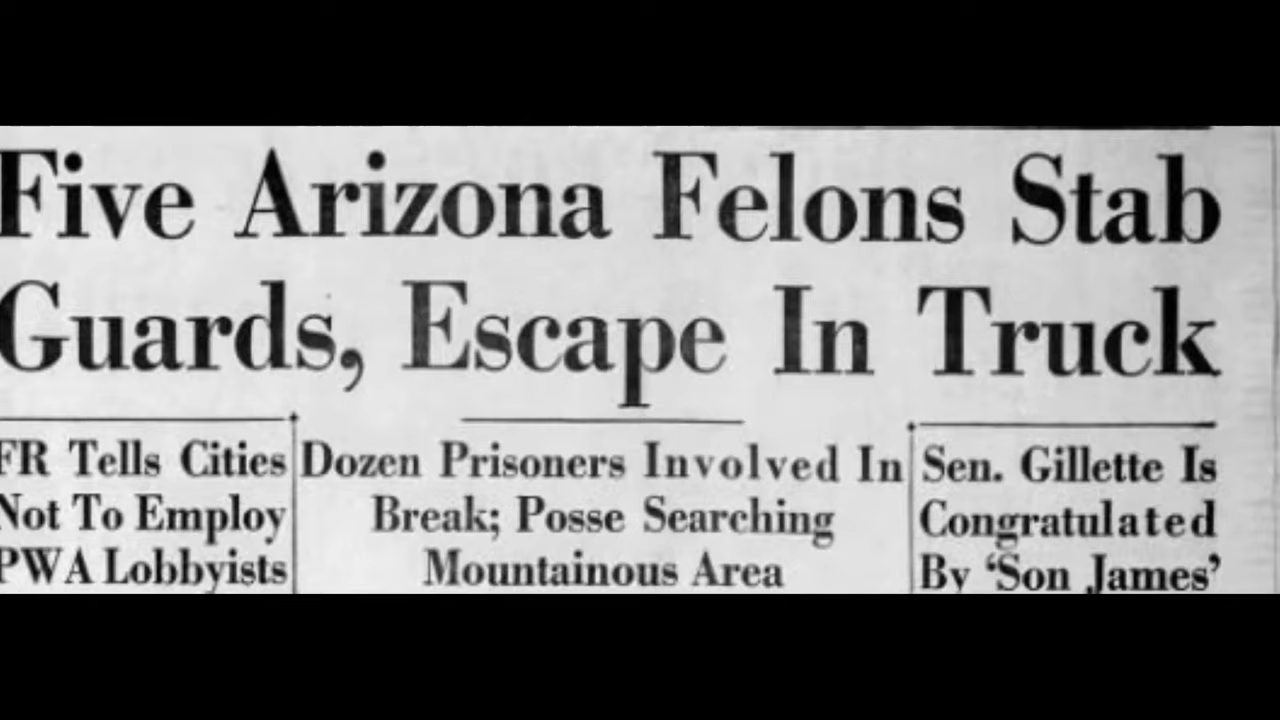 Five Arizona Felons Stab
Guards, Escape In Truck
FR Tells Cities
Not To Employ
PWA Lobbyists
Dozen Prisoners Involved In
Break; Posse Searching
Mountainous Area
Sen. Gillette Is
Congratulated
By ‘Son James’